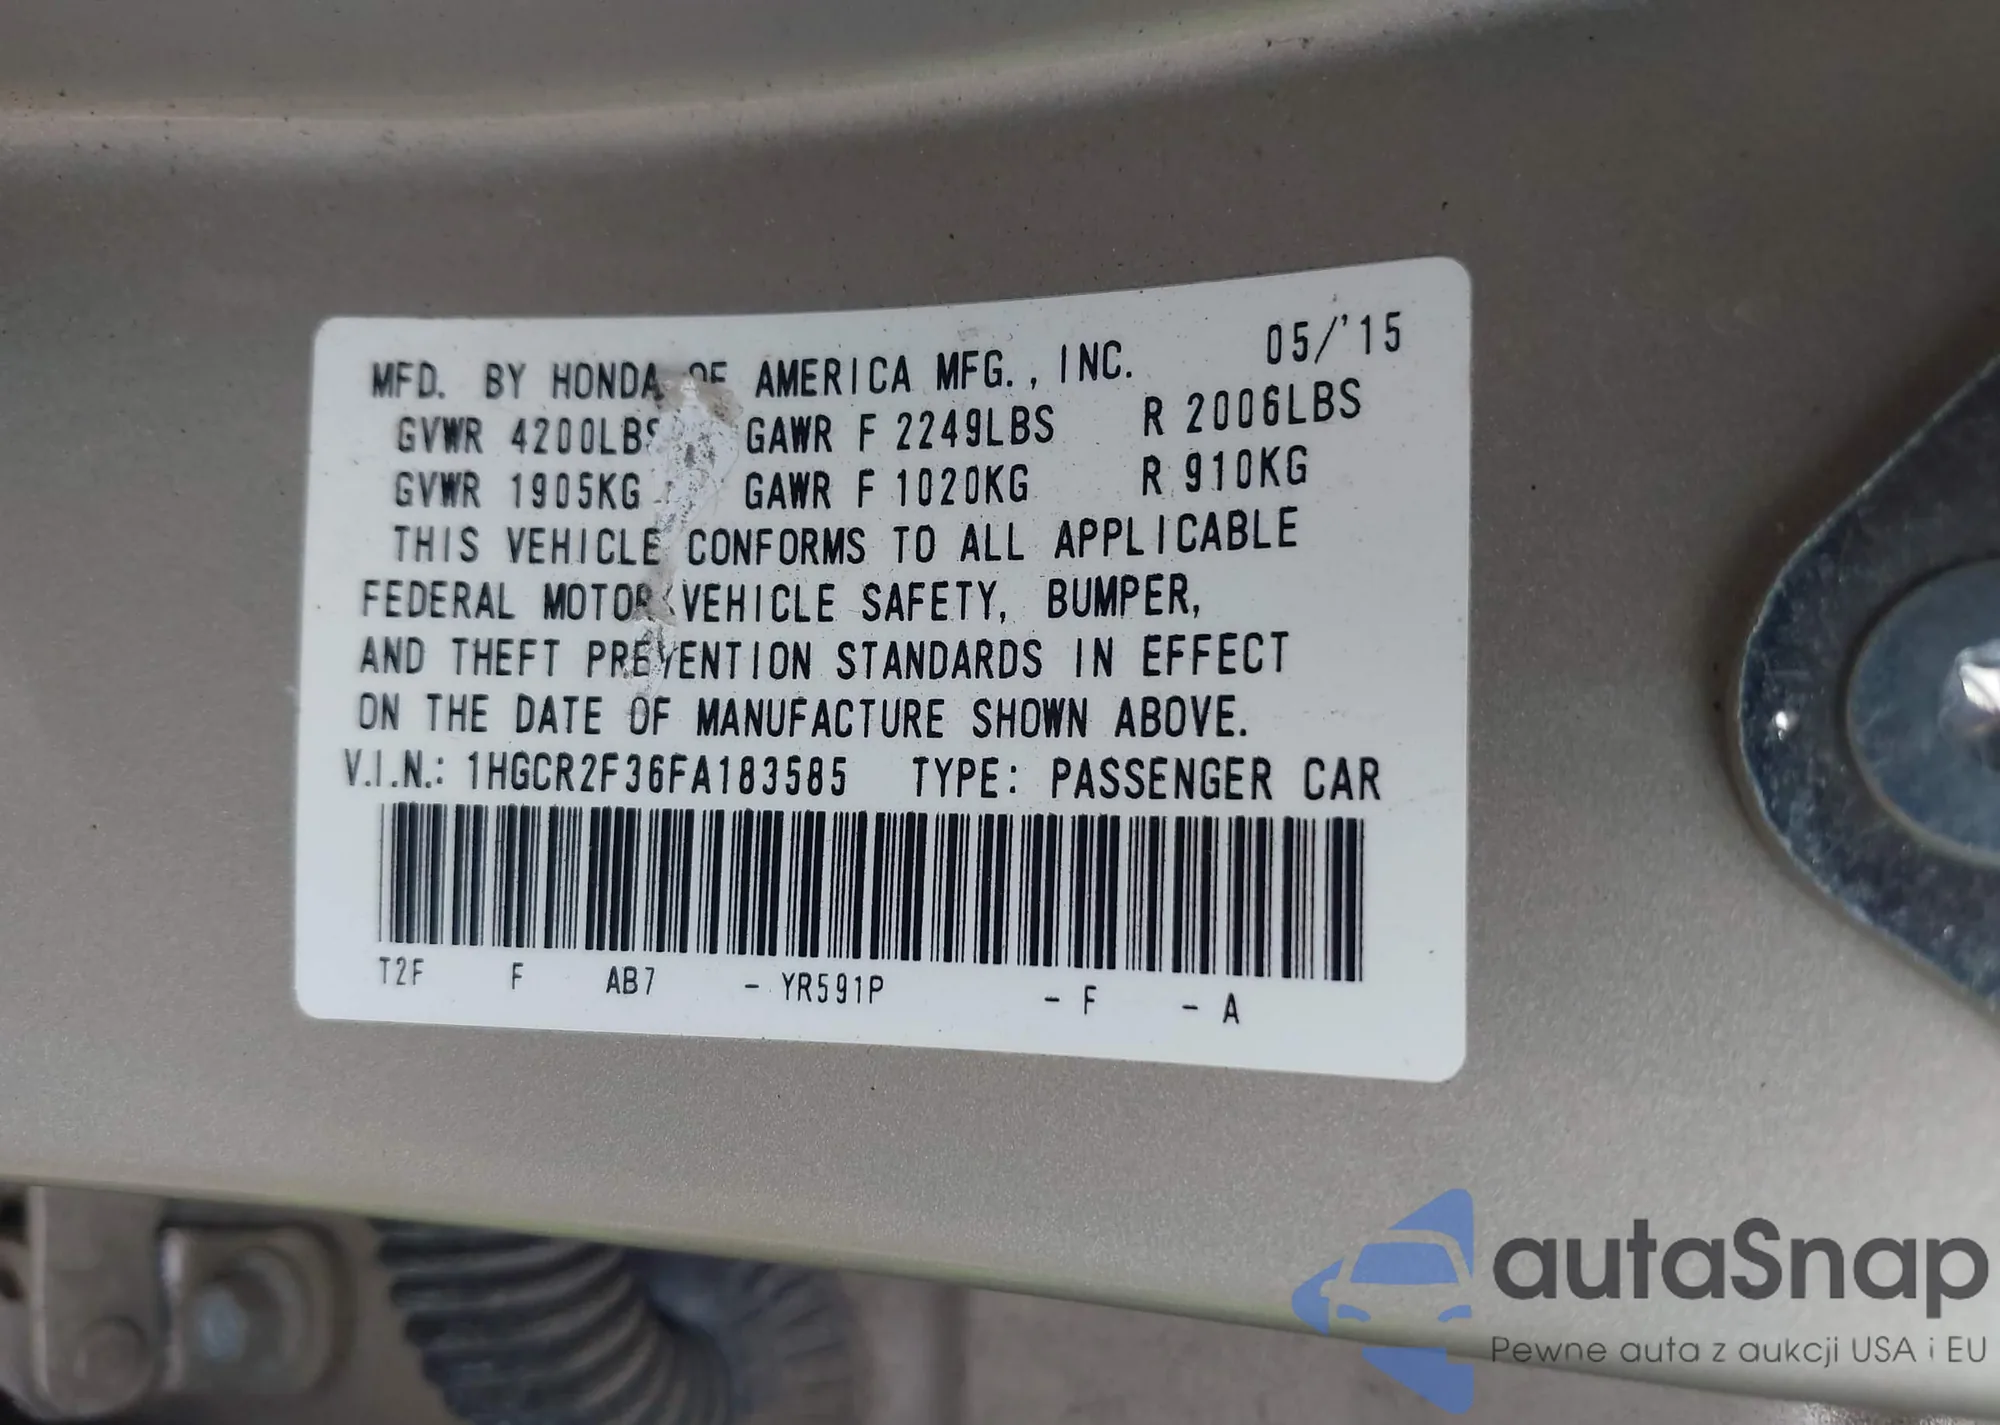 MFD. BY HONDA OF AMERICA MFG., INC. 05/'15
GVWR 4200LBS GAWR F 2249LBS R 2006LBS
GVWR 1905KG GAWR F 1020KG R 910KG
THIS VEHICLE CONFORMS TO ALL APPLICABLE
FEDERAL MOTOR VEHICLE SAFETY, BUMPER,
AND THEFT PREVENTION STANDARDS IN EFFECT
ON THE DATE OF MANUFACTURE SHOWN ABOVE.
V.I.N.: 1HGCR2F36FA183585 TYPE: PASSENGER CAR
T2F F AB7 - YR591P - F - A
autaSnap
Pewne auta z aukcji USA i EU